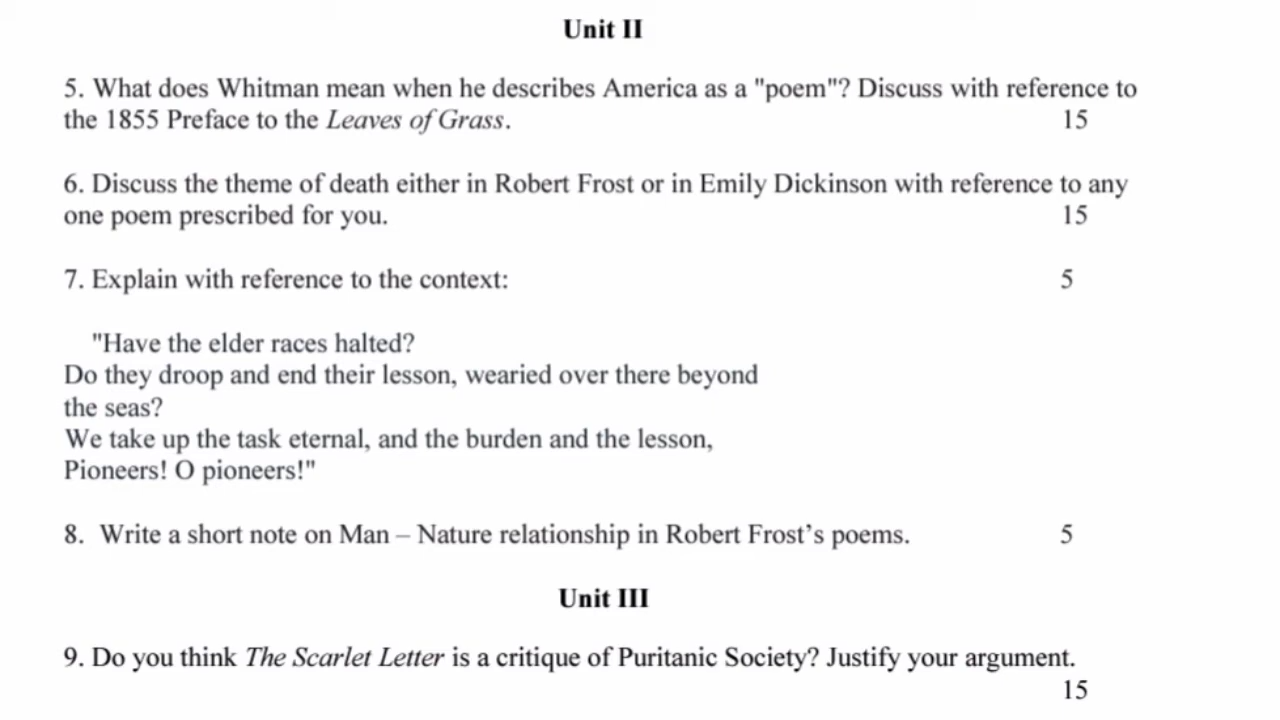 Unit II
5. What does Whitman mean when he describes America as a "poem"? Discuss with reference to
the 1855 Preface to the Leaves of Grass. 15
6. Discuss the theme of death either in Robert Frost or in Emily Dickinson with reference to any
one poem prescribed for you. 15
7. Explain with reference to the context: 5
"Have the elder races halted?
Do they droop and end their lesson, wearied over there beyond
the seas?
We take up the task eternal, and the burden and the lesson,
Pioneers! O pioneers!"
8. Write a short note on Man – Nature relationship in Robert Frost’s poems. 5
Unit III
9. Do you think The Scarlet Letter is a critique of Puritanic Society? Justify your argument.
15